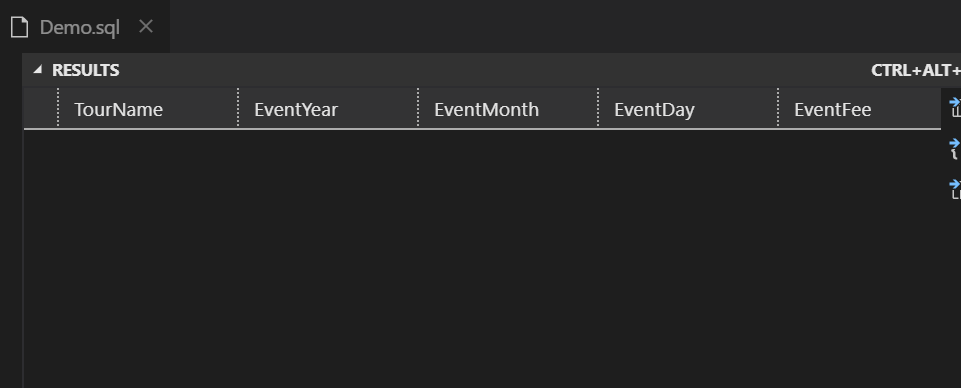 Demo.sql
RESULTS CTRL+ALT+
TourName EventYear EventMonth EventDay EventFee